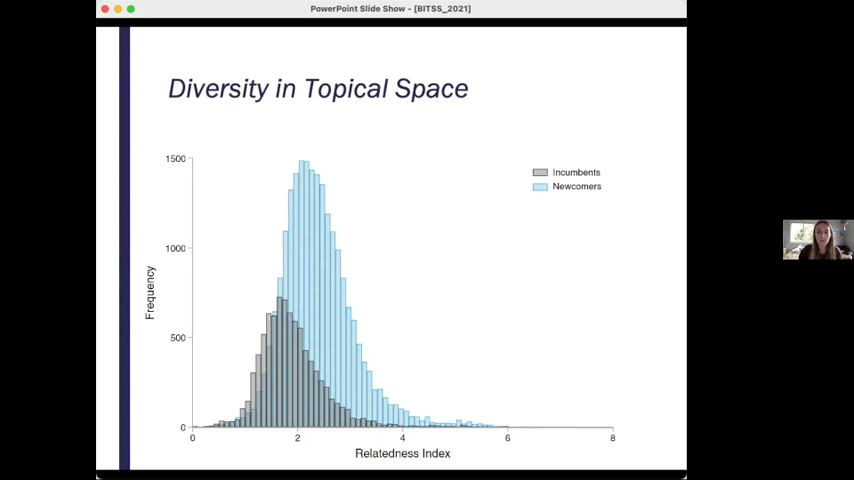 PowerPoint Slide Show - [BITSS_2021]
Diversity in Topical Space
Incumbents
Newcomers
1500
1000
500
0
Frequency
0 2 4 6 8
Relatedness Index